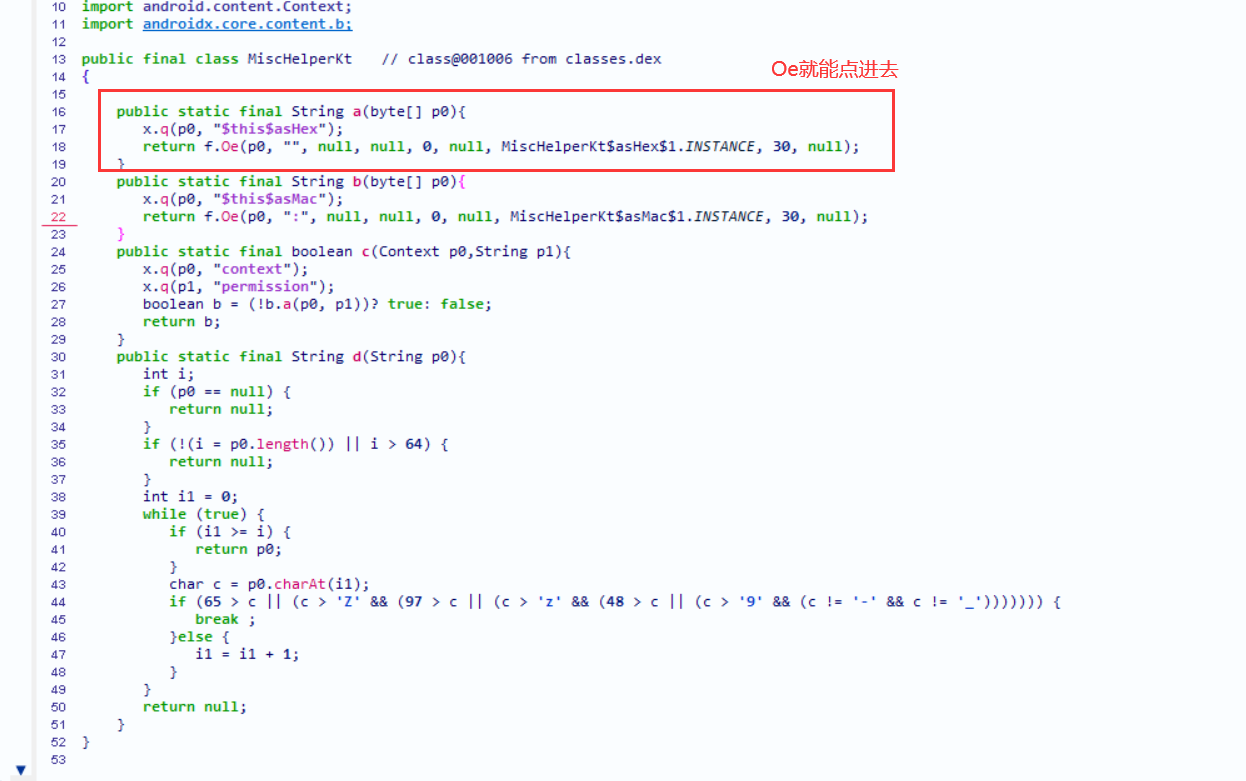 10 import android.content.Context;
11 import androidx.core.content.b;
12
13 public final class MiscHelperKt   // class@001006 from classes.dex
Oe就能点进去
14 {
15
16     public static final String a(byte[] p0){
17        x.q(p0, "$this$asHex");
18        return f.Oe(p0, "", null, null, 0, null, MiscHelperKt$asHex$1.INSTANCE, 30, null);
19     }
20     public static final String b(byte[] p0){
21        x.q(p0, "$this$asMac");
22        return f.Oe(p0, ":", null, null, 0, null, MiscHelperKt$asMac$1.INSTANCE, 30, null);
23     }
24     public static final boolean c(Context p0,String p1){
25        x.q(p0, "context");
26        x.q(p1, "permission");
27        boolean b = (!b.a(p0, p1))? true: false;
28        return b;
29     }
30     public static final String d(String p0){
31        int i;
32        if (p0 == null) {
33           return null;
34        }
35        if (!(i = p0.length()) || i > 64) {
36           return null;
37        }
38        int i1 = 0;
39        while (true) {
40           if (i1 >= i) {
41              return p0;
42           }
43           char c = p0.charAt(i1);
44           if (65 > c || (c > 'Z' && (97 > c || (c > 'z' && (48 > c || (c > '9' && (c != '-' && c != '_'))))))) {
45              break ;
46           }else {
47              i1 = i1 + 1;
48           }
49        }
50        return null;
51     }
52 }
53